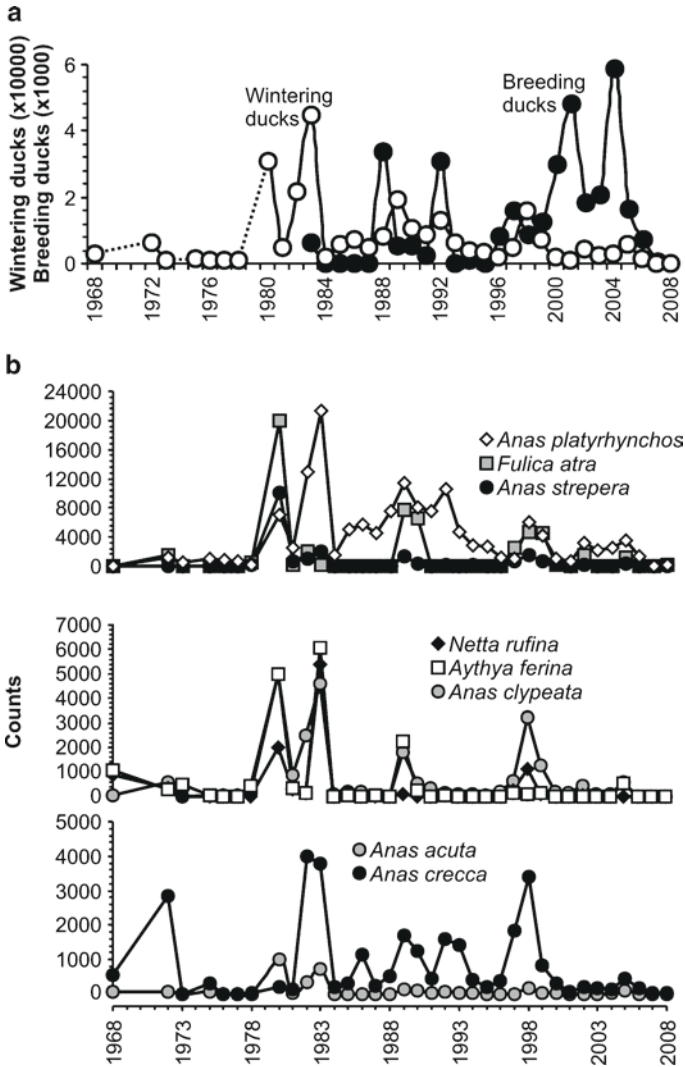 a
Wintering ducks (x10000)
Breeding ducks (x1000)
6
4
2
0
Wintering
ducks
Breeding
ducks
1968
1972
1976
1980
1984
1988
1992
1996
2000
2004
2008
b
24000
20000
16000
12000
8000
4000
0
Anas platyrhynchos
Fulica atra
Anas strepera
Counts
7000
6000
5000
4000
3000
2000
1000
0
Netta rufina
Aythya ferina
Anas clypeata
5000
4000
3000
2000
1000
0
Anas acuta
Anas crecca
1968
1973
1978
1983
1988
1993
1998
2003
2008